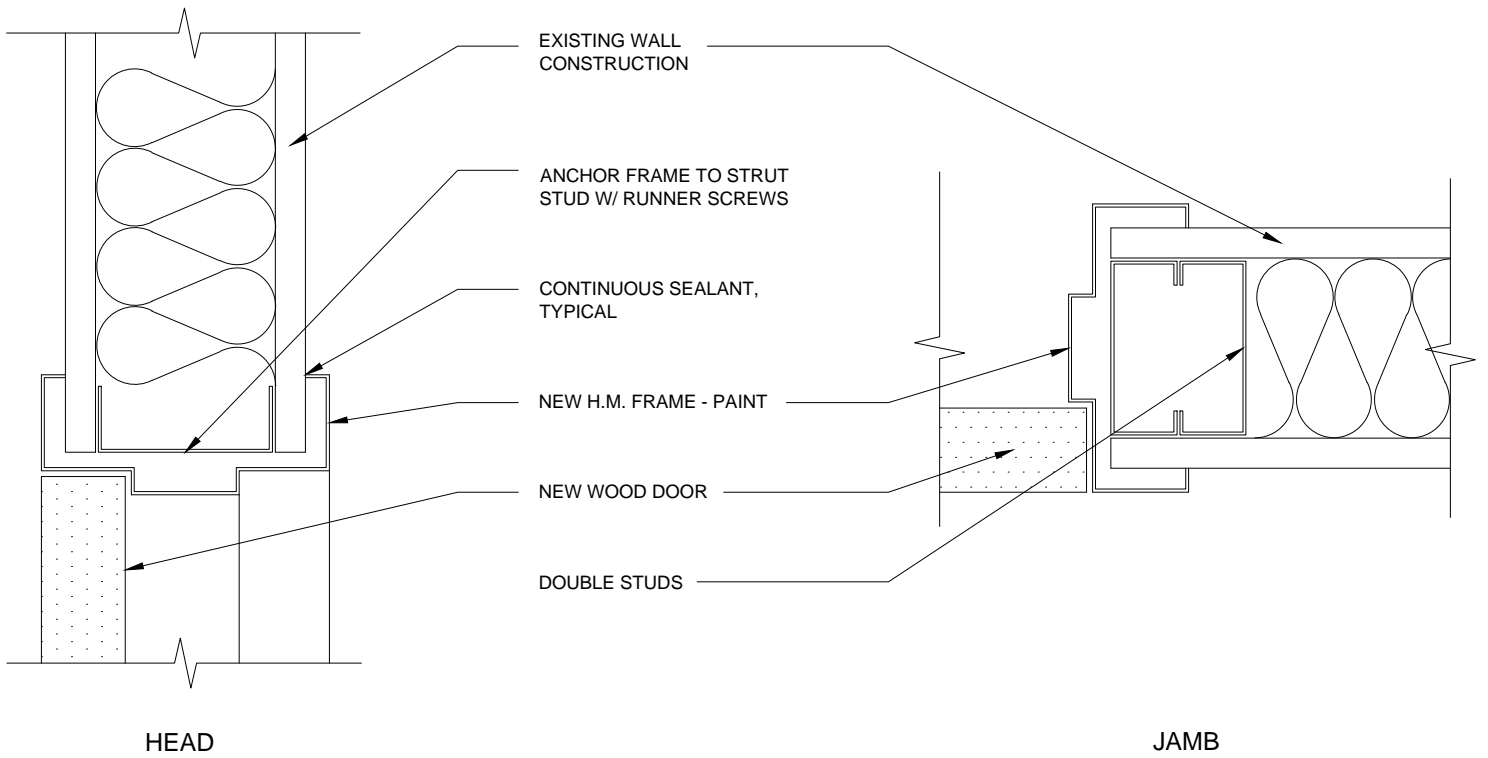 EXISTING WALL
CONSTRUCTION
ANCHOR FRAME TO STRUT
STUD W/ RUNNER SCREWS
CONTINUOUS SEALANT,
TYPICAL
NEW H.M. FRAME - PAINT
NEW WOOD DOOR
DOUBLE STUDS
HEAD
JAMB